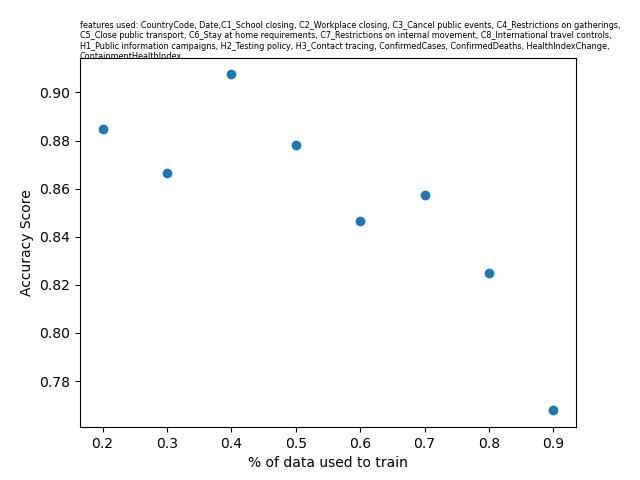 features used: CountryCode, Date,C1_School closing, C2_Workplace closing, C3_Cancel public events, C4_Restrictions on gatherings,
C5_Close public transport, C6_Stay at home requirements, C7_Restrictions on internal movement, C8_International travel controls,
H1_Public information campaigns, H2_Testing policy, H3_Contact tracing, ConfirmedCases, ConfirmedDeaths, HealthIndexChange,
ContainmentHealthIndex
0.90
0.88
0.86
0.84
0.82
0.80
0.78
Accuracy Score
0.2 0.3 0.4 0.5 0.6 0.7 0.8 0.9
% of data used to train